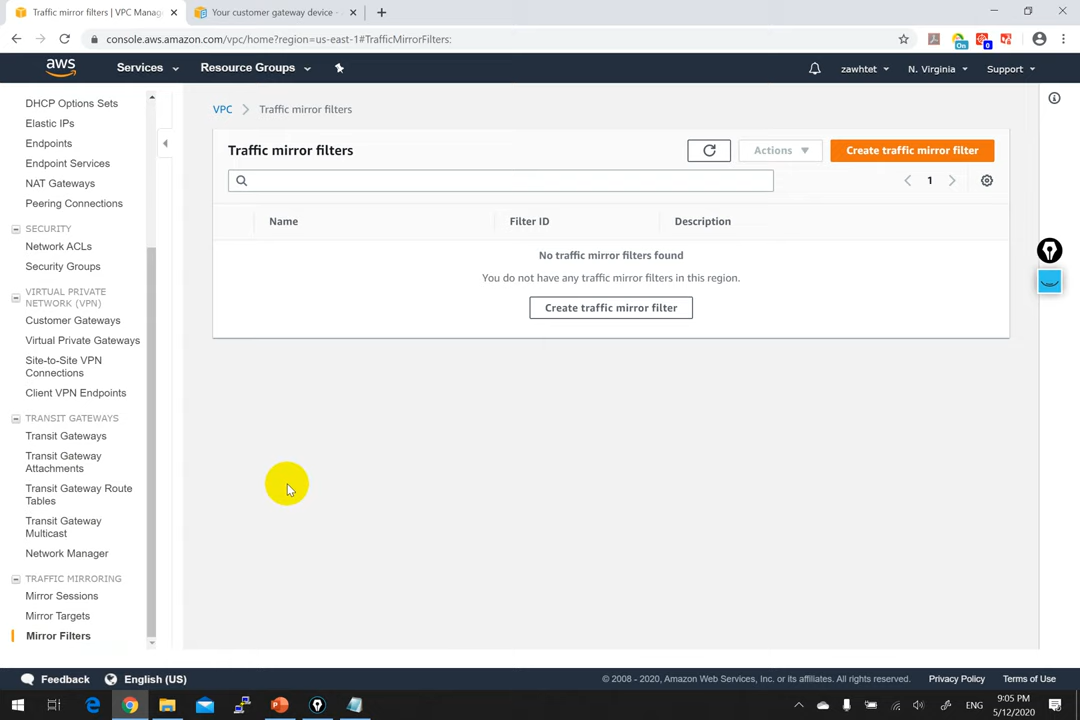 Traffic mirror filters | VPC Manag
Your customer gateway device -
console.aws.amazon.com/vpc/home?region=us-east-1#TrafficMirrorFilters:
On
0
aws
Services
Resource Groups
zawhtet
N. Virginia
Support
DHCP Option Sets
Elastic IPs
Endpoints
Endpoint Services
NAT Gateways
Peering Connections
SECURITY
Network ACLs
Security Groups
VIRTUAL PRIVATE
NETWORK (VPN)
Customer Gateways
Virtual Private Gateways
Site-to-Site VPN
Connections
Client VPN Endpoints
TRANSIT GATEWAYS
Transit Gateways
Transit Gateway
Attachments
Transit Gateway Route
Tables
Transit Gateway
Multicast
Network Manager
TRAFFIC MIRRORING
Mirror Sessions
Mirror Targets
Mirror Filters
VPC
Traffic mirror filters
Traffic mirror filters
Actions
Create traffic mirror filter
1
Name
Filter ID
Description
No traffic mirror filters found
You do not have any traffic mirror filters in this region.
Create traffic mirror filter
Feedback
English (US)
© 2008 - 2020, Amazon Web Services, Inc. or its affiliates. All rights reserved.
Privacy Policy
Terms of Use
ENG
9:05 PM
5/12/2020